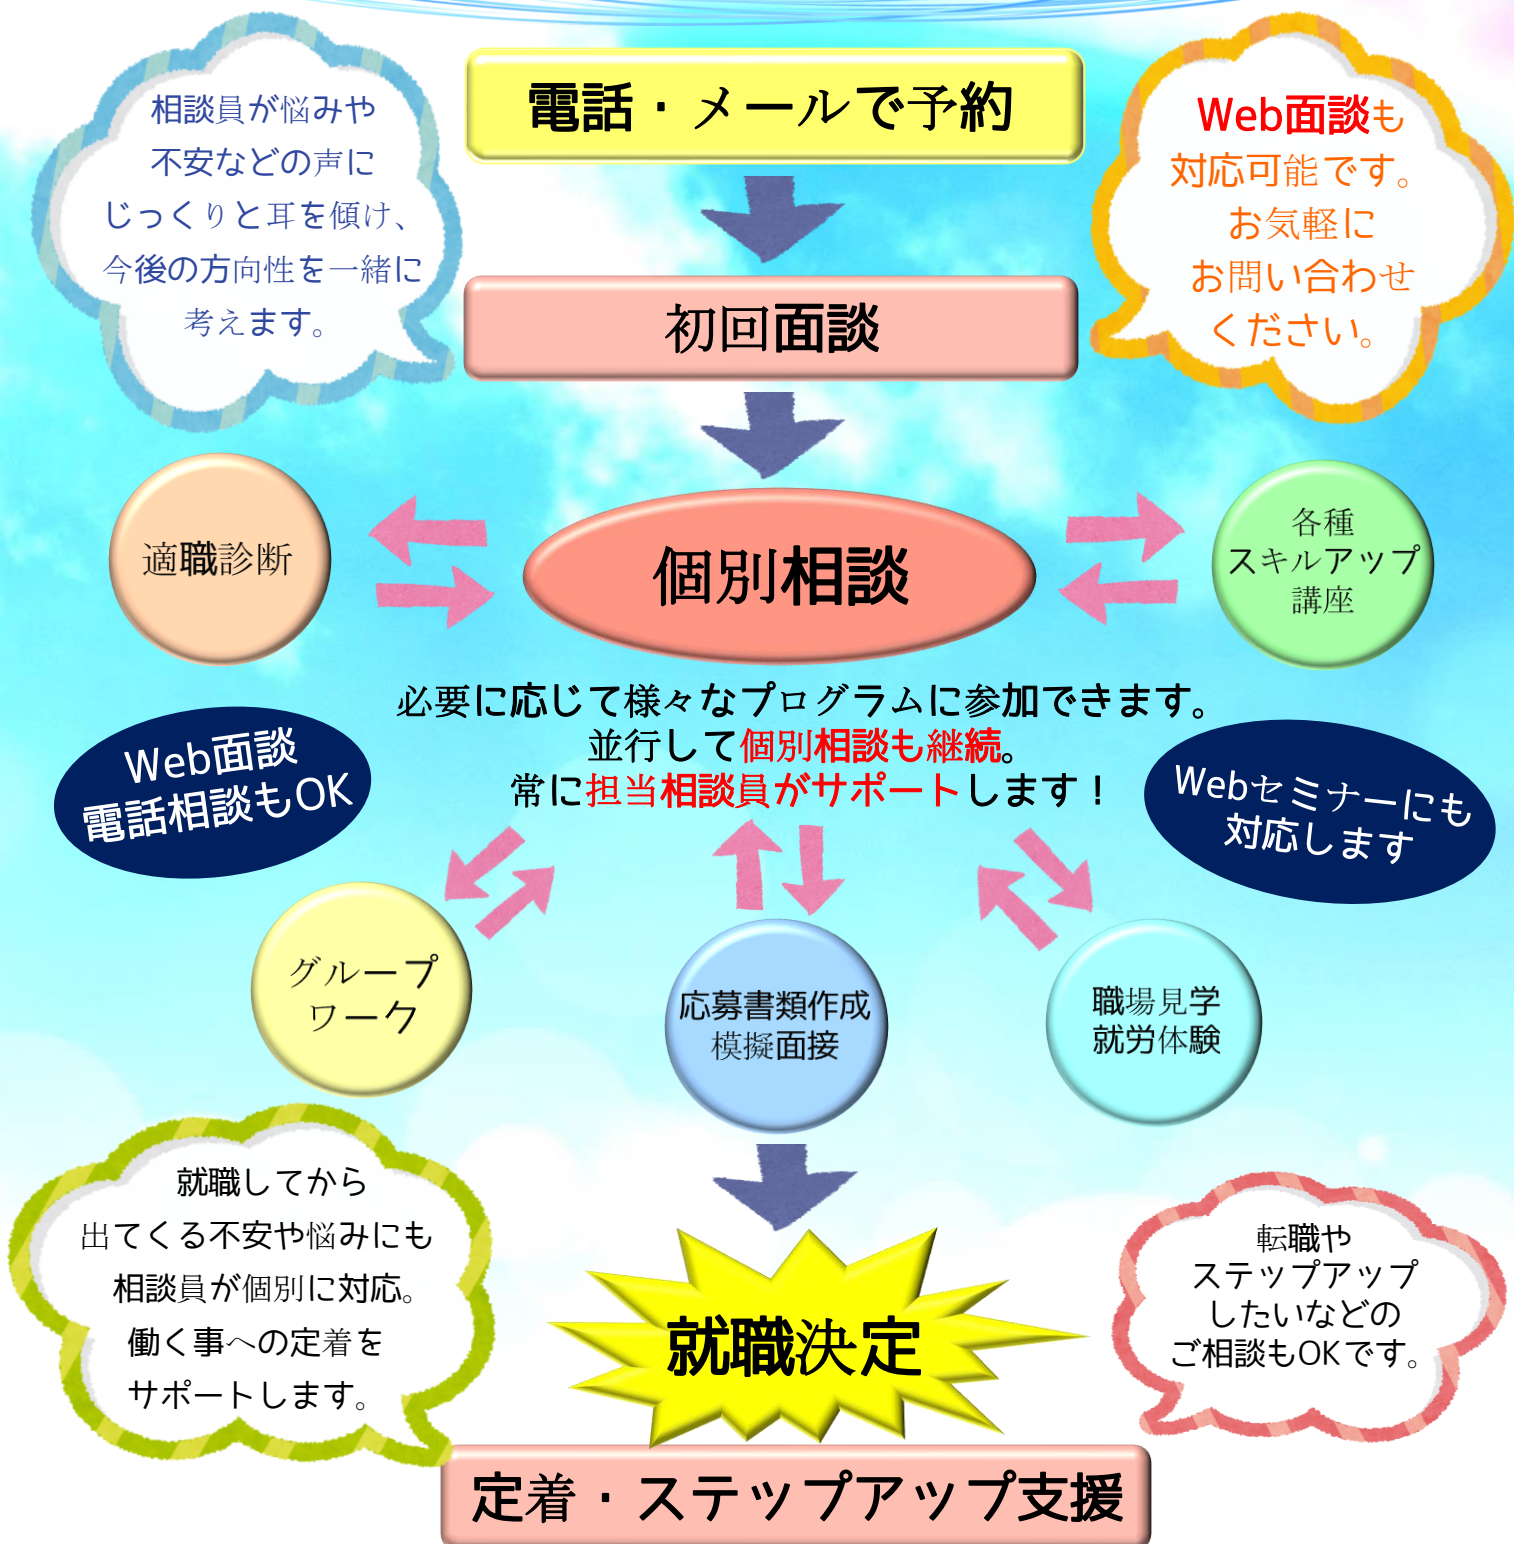 電話・メールで予約
相談員が悩みや
不安などの声に
じっくりと耳を傾け、
今後の方向性を一緒に
考えます。
Web面談も
対応可能です。
お気軽に
お問い合わせ
ください。
初回面談
適職診断
個別相談
各種
スキルアップ
講座
必要に応じて様々なプログラムに参加できます。
並行して個別相談も継続。
常に担当相談員がサポートします！
Web面談
電話相談もOK
Webセミナーにも
対応します
グループ
ワーク
応募書類作成
模擬面接
職場見学
就労体験
就職してから
出てくる不安や悩みにも
相談員が個別に対応。
働く事への定着を
サポートします。
就職決定
転職や
ステップアップ
したいなどの
ご相談もOKです。
定着・ステップアップ支援